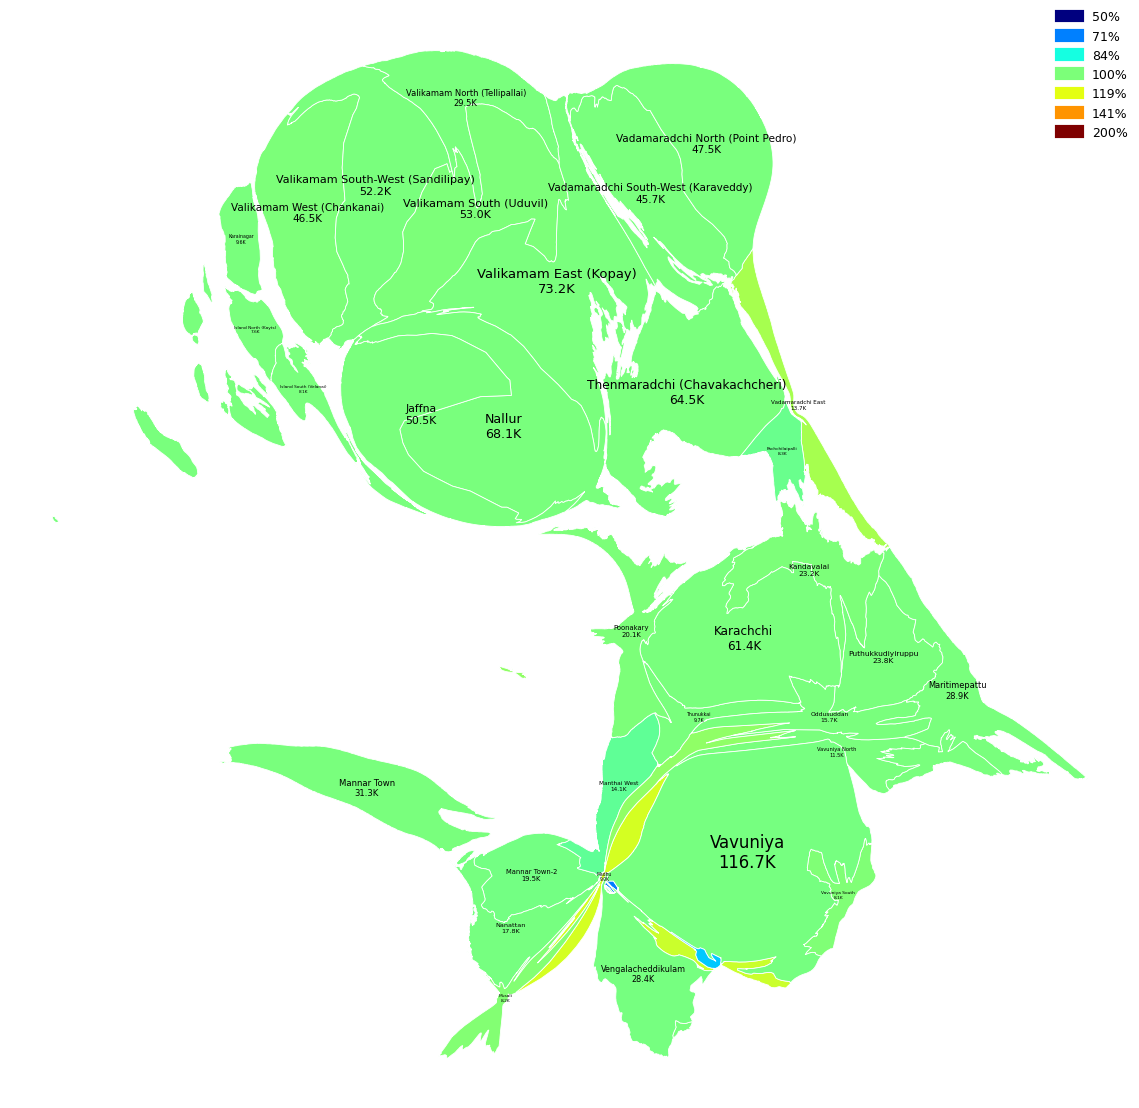 50%
71%
84%
100%
119%
141%
200%
Valikamam North (Tellipallai)
29.5K
Vadamaradchi North (Point Pedro)
47.5K
Valikamam South-West (Sandilipay)
52.2K
Vadamaradchi South-West (Karaveddy)
45.7K
Valikamam West (Chankanai)
46.5K
Valikamam South (Uduvil)
53.0K
Karainagar
9.6K
Valikamam East (Kopay)
73.2K
Island North (Kayts)
Island South (Velanai)
8.1K
Thenmaradchi (Chavakachcheri)
64.5K
Vadamaradchi East
13.7K
Jaffna
50.5K
Nallur
68.1K
Pachchilaipalli
8.3K
Kandavalai
23.2K
Poonakary
20.1K
Karachchi
61.4K
Puthukkudiyiruppu
23.8K
Maritimepattu
28.9K
Thunukkai
9.7K
Oddusuddan
15.7K
Vavuniya North
11.5K
Mannar Town
31.3K
Manthai West
14.1K
Vavuniya
116.7K
Mannar Town-2
19.5K
Madhu
Vavuniya South
Nanattan
17.8K
Vengalacheddikulam
28.4K
Musali